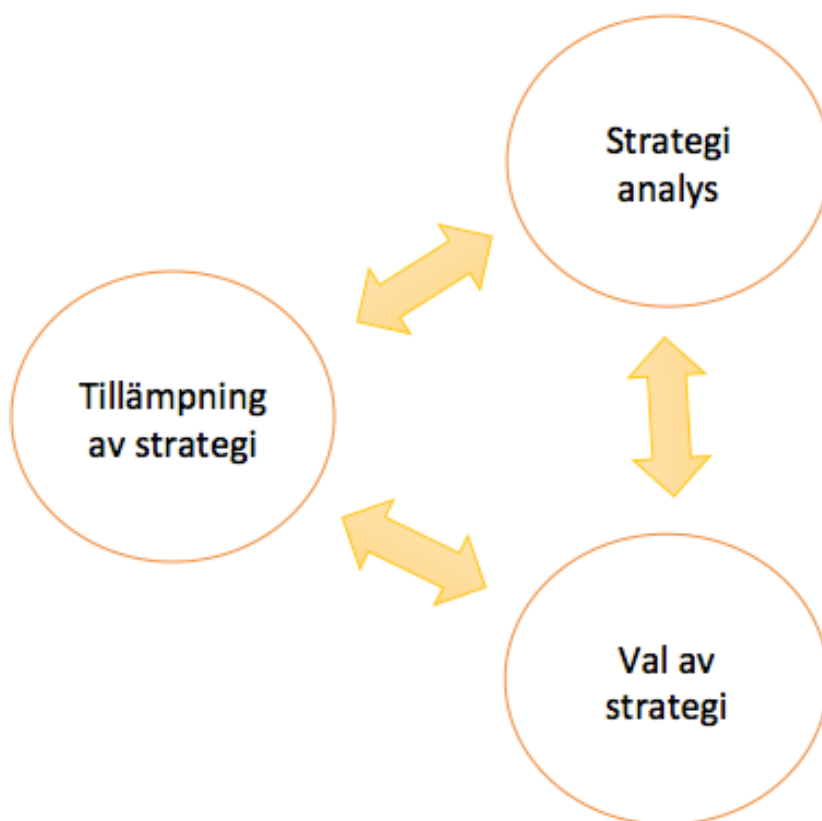 Strategi
analys
Tillämpning
av strategi
Val av
strategi